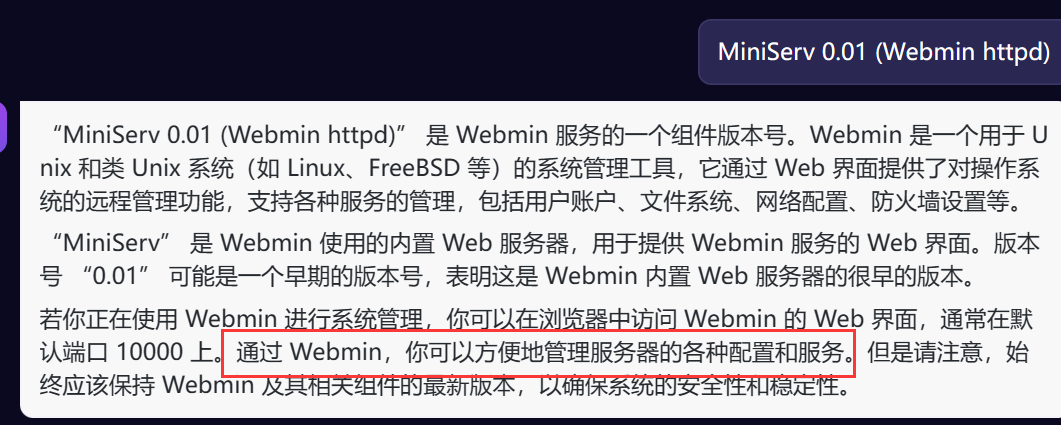 MiniServ 0.01 (Webmin httpd)
“MiniServ 0.01 (Webmin httpd)” 是 Webmin 服务的一个组件版本号。Webmin 是一个用于 U
nix 和类 Unix 系统（如 Linux、FreeBSD 等）的系统管理工具，它通过 Web 界面提供了对操作系
统的远程管理功能，支持各种服务的管理，包括用户账户、文件系统、网络配置、防火墙设置等。
“MiniServ” 是 Webmin 使用的内置 Web 服务器，用于提供 Webmin 服务的 Web 界面。版本
号 “0.01” 可能是一个早期的版本号，表明这是 Webmin 内置 Web 服务器的很早的版本。
若你正在使用 Webmin 进行系统管理，你可以在浏览器中访问 Webmin 的 Web 界面，通常在默
认端口 10000 上。通过 Webmin，你可以方便地管理服务器的各种配置和服务。但是请注意，始
终应该保持 Webmin 及其相关组件的最新版本，以确保系统的安全性和稳定性。